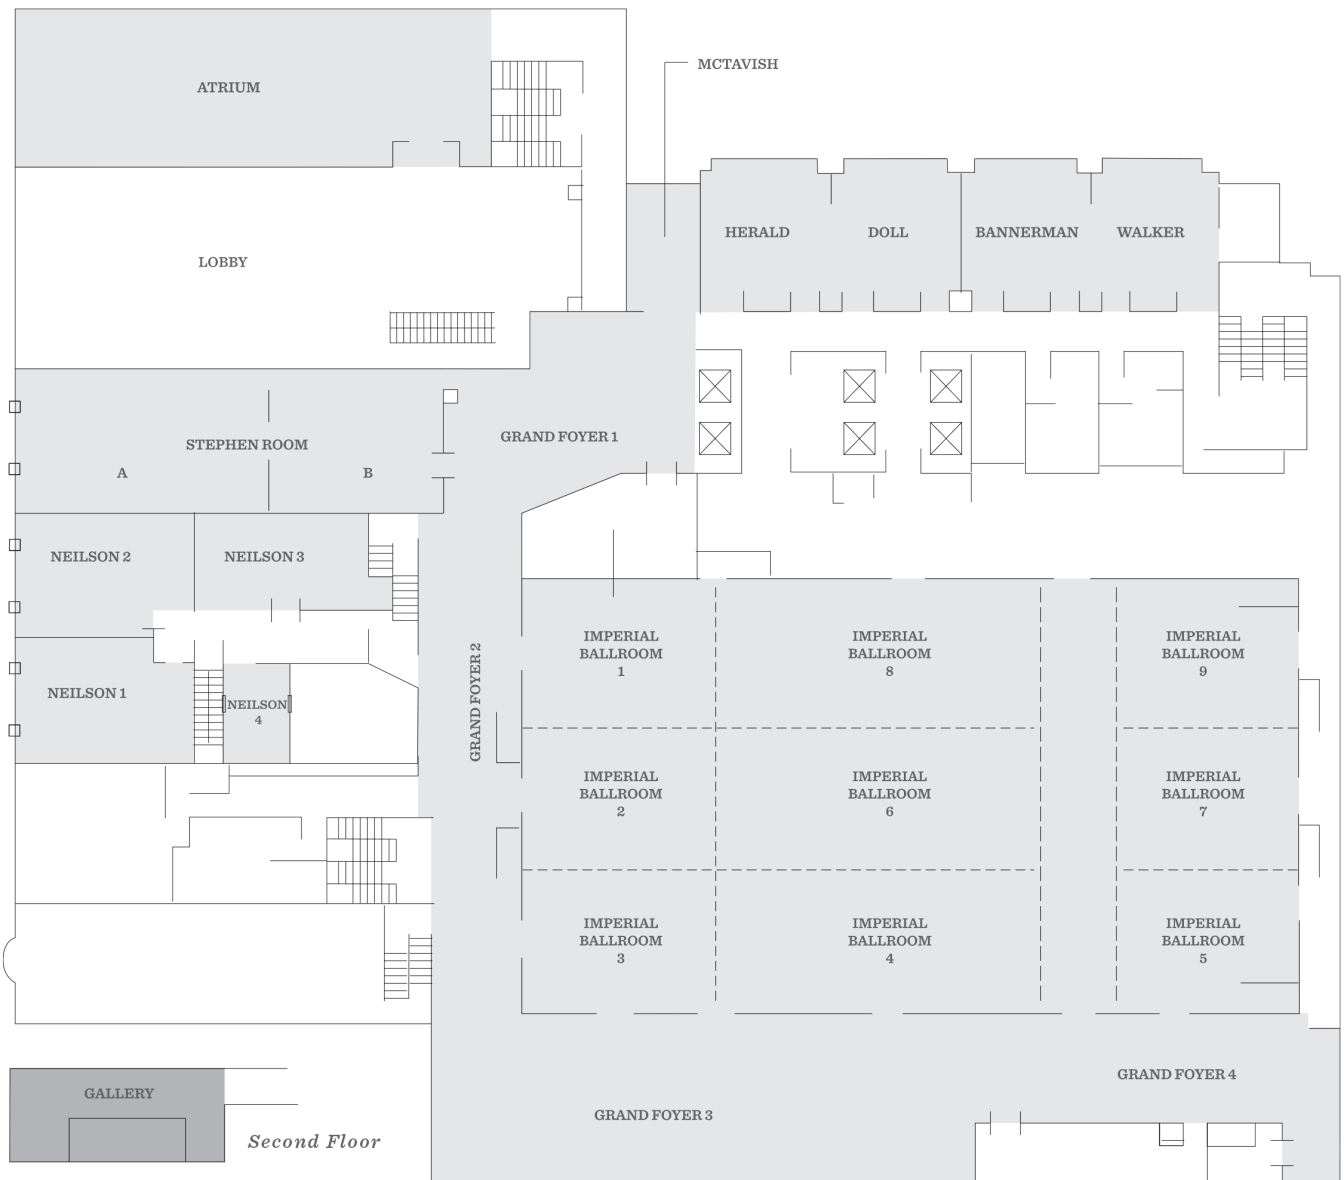 ATRIUM
MCTAVISH
HERALD
DOLL
BANNERMAN
WALKER
LOBBY
STEPHEN ROOM
A
B
GRAND FOYER 1
NEILSON 2
NEILSON 3
NEILSON 1
NEILSON
4
GRAND FOYER 2
IMPERIAL
BALLROOM
1
IMPERIAL
BALLROOM
8
IMPERIAL
BALLROOM
9
IMPERIAL
BALLROOM
2
IMPERIAL
BALLROOM
6
IMPERIAL
BALLROOM
7
IMPERIAL
BALLROOM
3
IMPERIAL
BALLROOM
4
IMPERIAL
BALLROOM
5
GRAND FOYER 4
GRAND FOYER 3
GALLERY
Second Floor